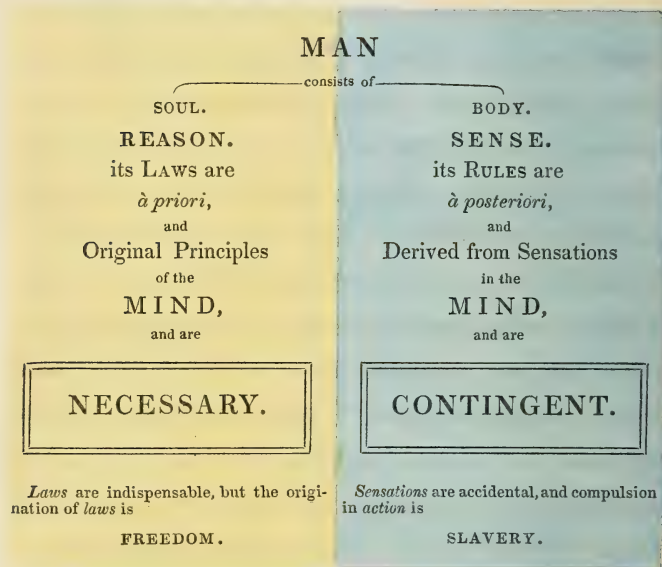 MAN
consists of
SOUL.
REASON.
its LAWS are
à priori,
and
Original Principles
of the
MIND,
and are
NECESSARY.
Laws are indispensable, but the origi-
nation of laws is
FREEDOM.
BODY.
SENSE.
its RULES are
à posteriori,
and
Derived from Sensations
in the
MIND,
and are
CONTINGENT.
Sensations are accidental, and compulsion
in action is
SLAVERY.